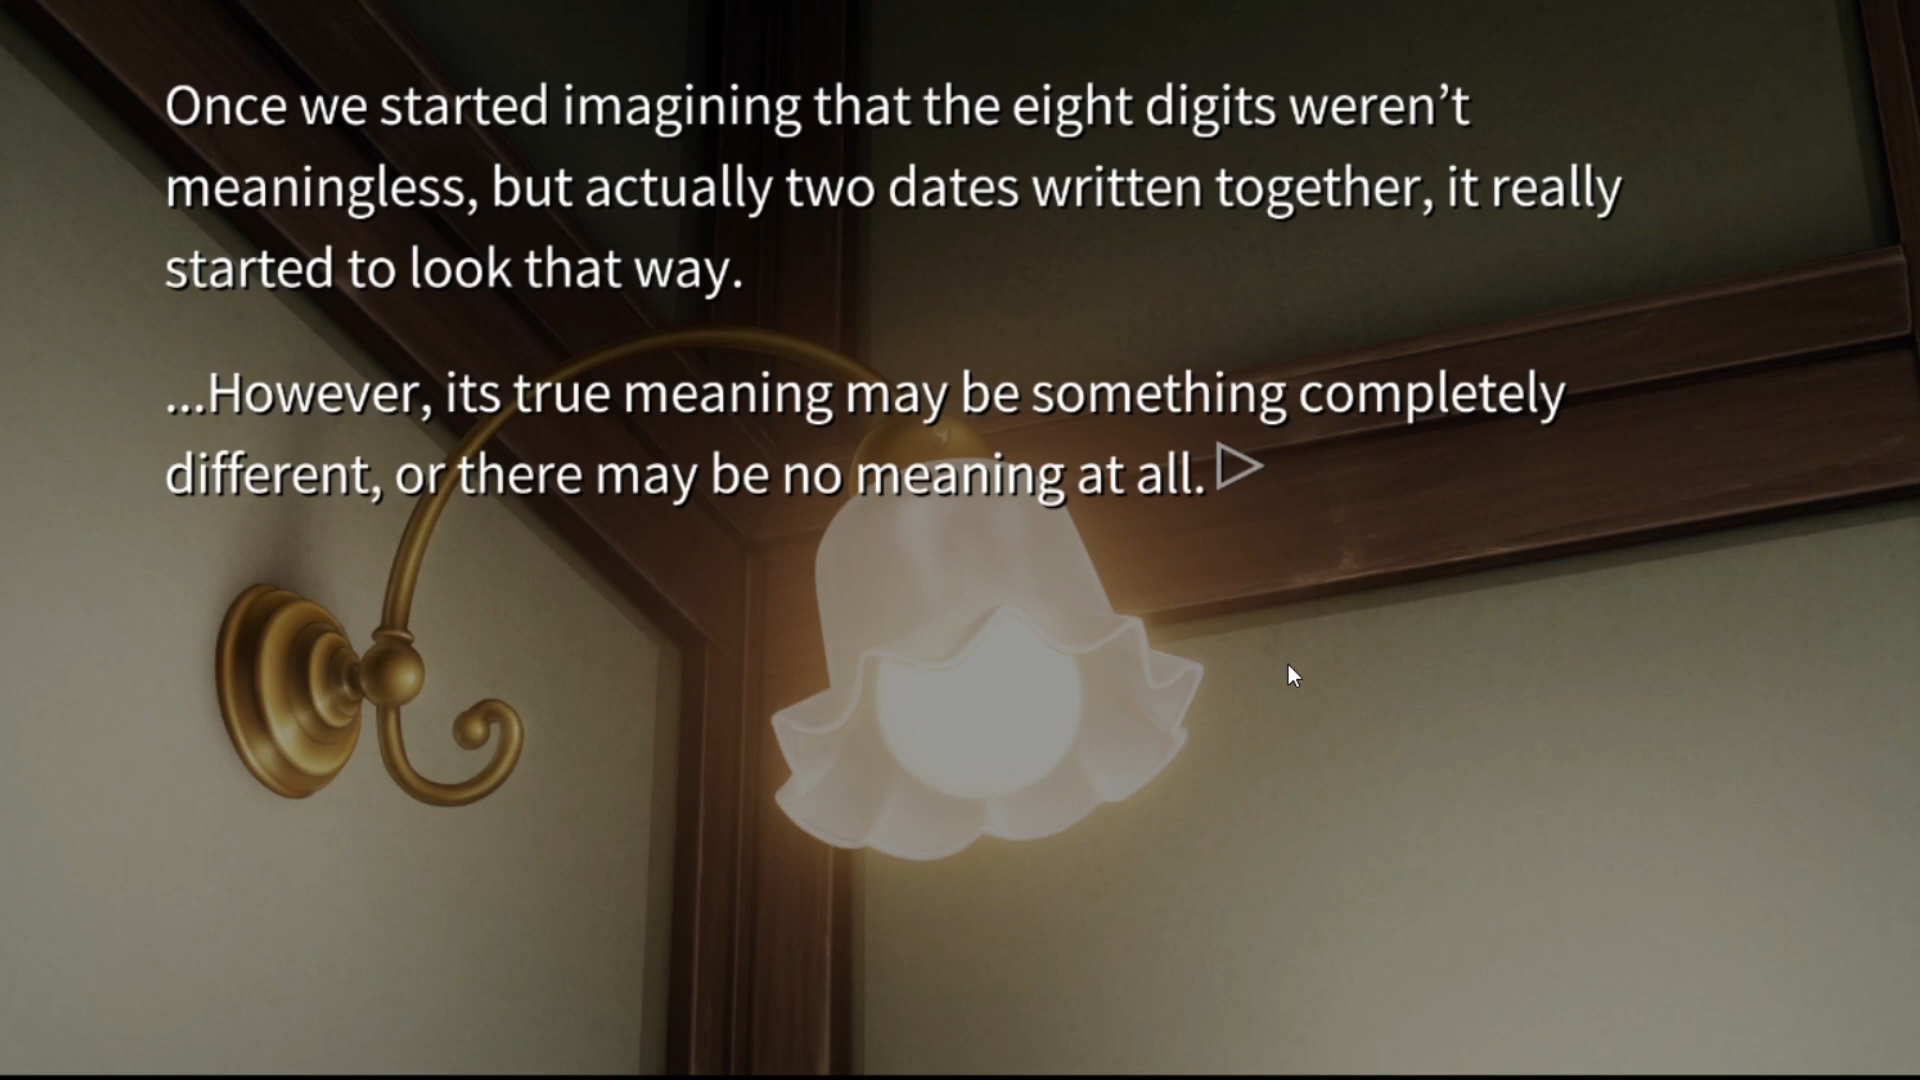 Once we started imagining that the eight digits weren’t
meaningless, but actually two dates written together, it really
started to look that way.
...However, its true meaning may be something completely
different, or there may be no meaning at all.